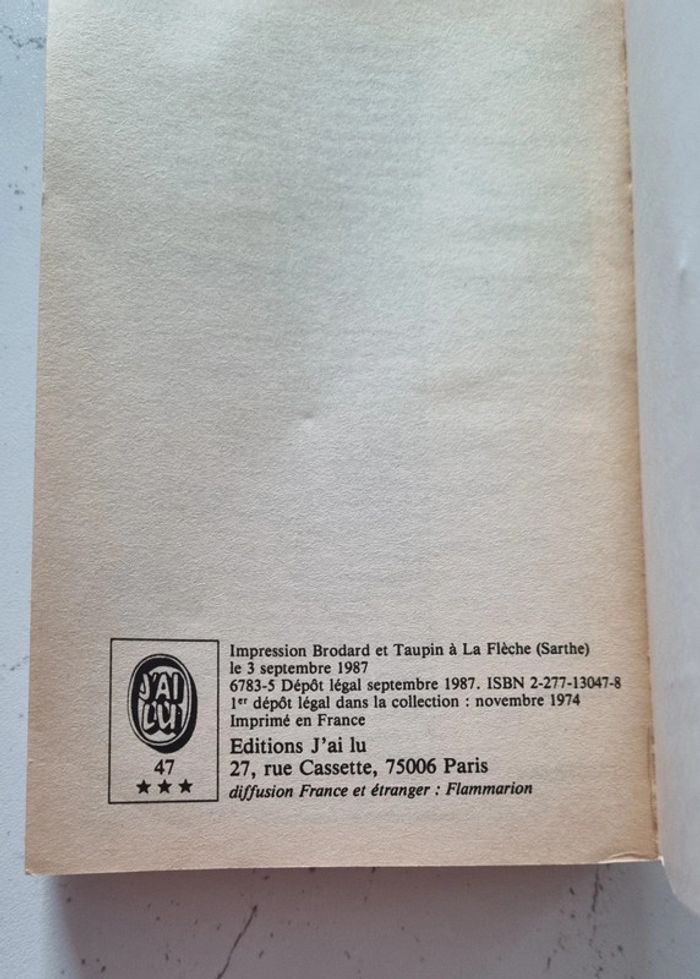 Impression Brodard et Taupin à La Flèche (Sarthe)
le 3 septembre 1987
6783-5 Dépôt légal septembre 1987. ISBN 2-277-13047-8
1er dépôt légal dans la collection : novembre 1974
Imprimé en France
Editions J'ai lu
27, rue Cassette, 75006 Paris
diffusion France et étranger : Flammarion
J'AI
LU
47
★★★